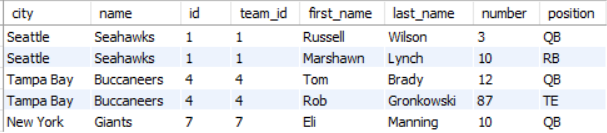 city name id team_id first_name last_name number position
Seattle Seahawks 1 1 Russell Wilson 3 QB
Seattle Seahawks 1 1 Marshawn Lynch 10 RB
Tampa Bay Buccaneers 4 4 Tom Brady 12 QB
Tampa Bay Buccaneers 4 4 Rob Gronkowski 87 TE
New York Giants 7 7 Eli Manning 10 QB